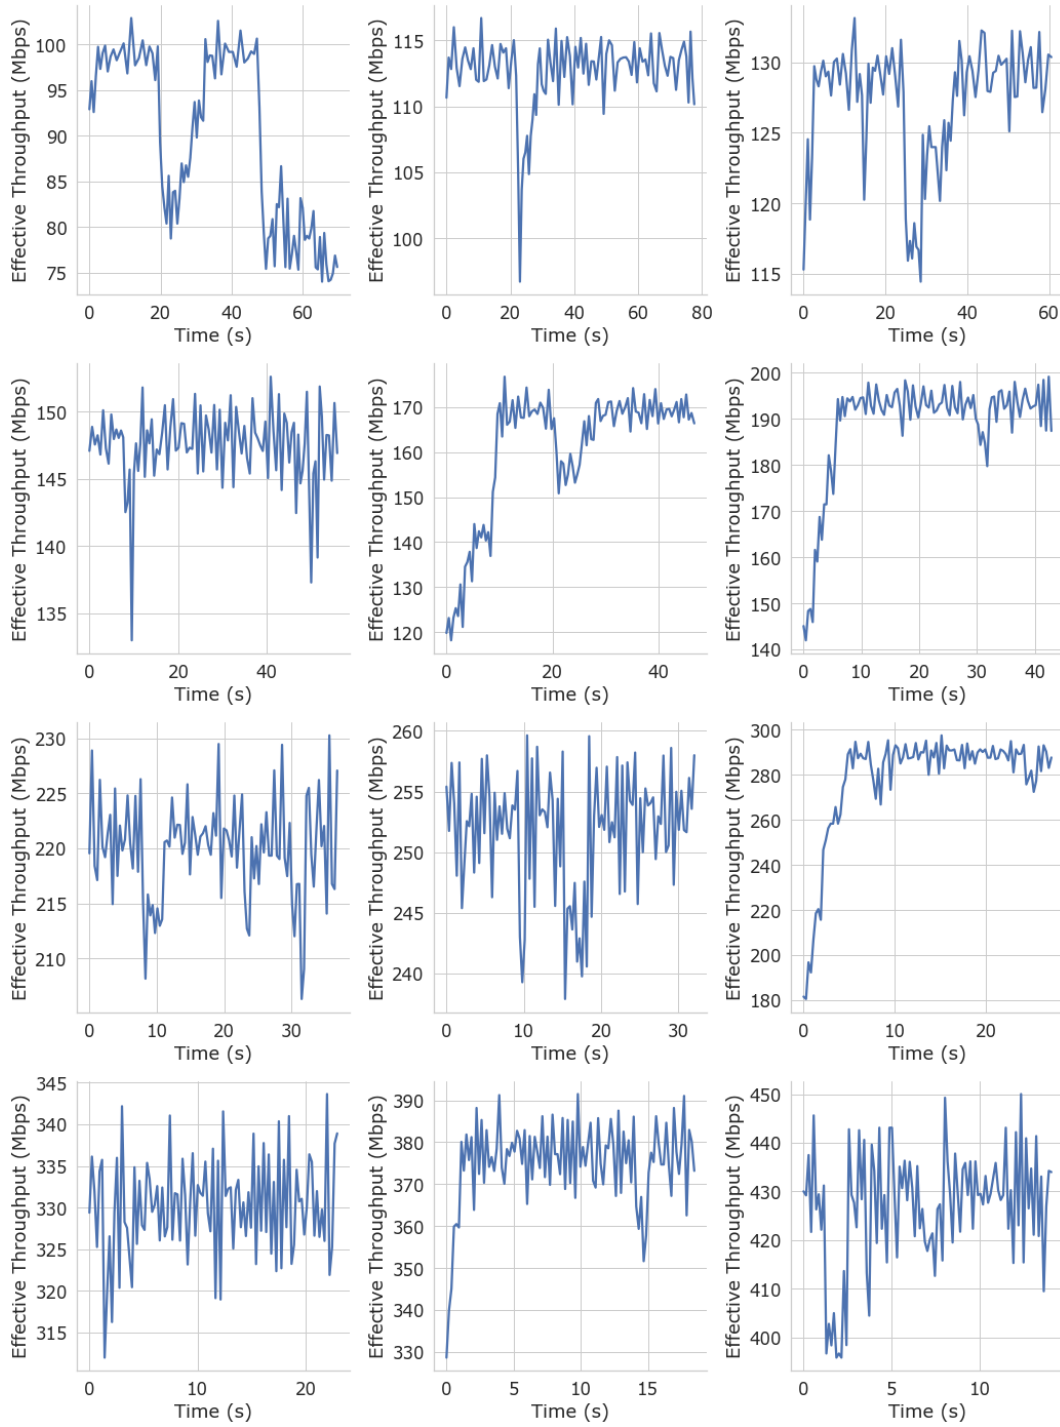 Effective Throughput (Mbps)
100
95
90
85
80
75
0 20 40 60
Time (s)
Effective Throughput (Mbps)
115
110
105
100
0 20 40 60 80
Time (s)
Effective Throughput (Mbps)
130
125
120
115
0 20 40 60
Time (s)
Effective Throughput (Mbps)
150
145
140
135
0 20 40
Time (s)
Effective Throughput (Mbps)
170
160
150
140
130
120
0 20 40
Time (s)
Effective Throughput (Mbps)
200
190
180
170
160
150
140
0 10 20 30 40
Time (s)
Effective Throughput (Mbps)
230
225
220
215
210
0 10 20 30
Time (s)
Effective Throughput (Mbps)
260
255
250
245
240
0 10 20 30
Time (s)
Effective Throughput (Mbps)
300
280
260
240
220
200
180
0 10 20
Time (s)
Effective Throughput (Mbps)
345
340
335
330
325
320
315
0 10 20
Time (s)
Effective Throughput (Mbps)
390
380
370
360
350
340
330
0 5 10 15
Time (s)
Effective Throughput (Mbps)
450
440
430
420
410
400
0 5 10
Time (s)